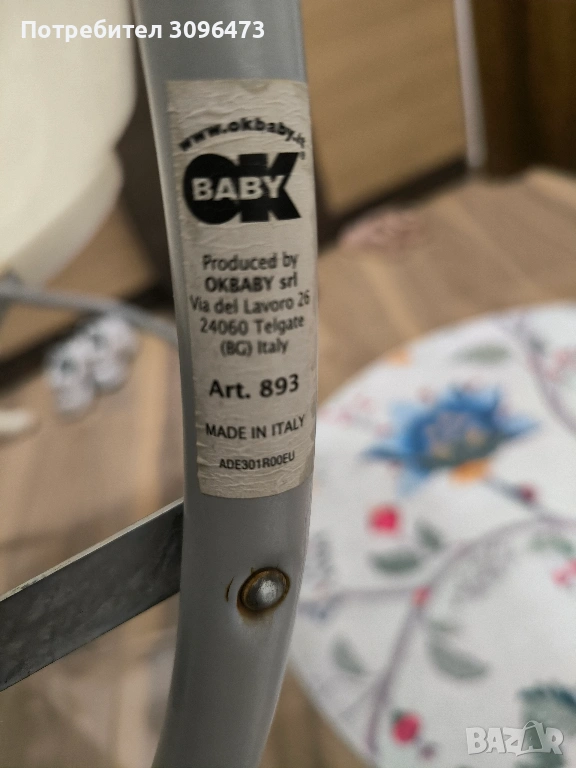 Потребител 3096473
www.okbaby.it
OK BABY
®
Produced by
OKBABY srl
Via del Lavoro 26
24060 Telgate
(BG) Italy
Art. 893
MADE IN ITALY
ADE301R00EU
BAZAR